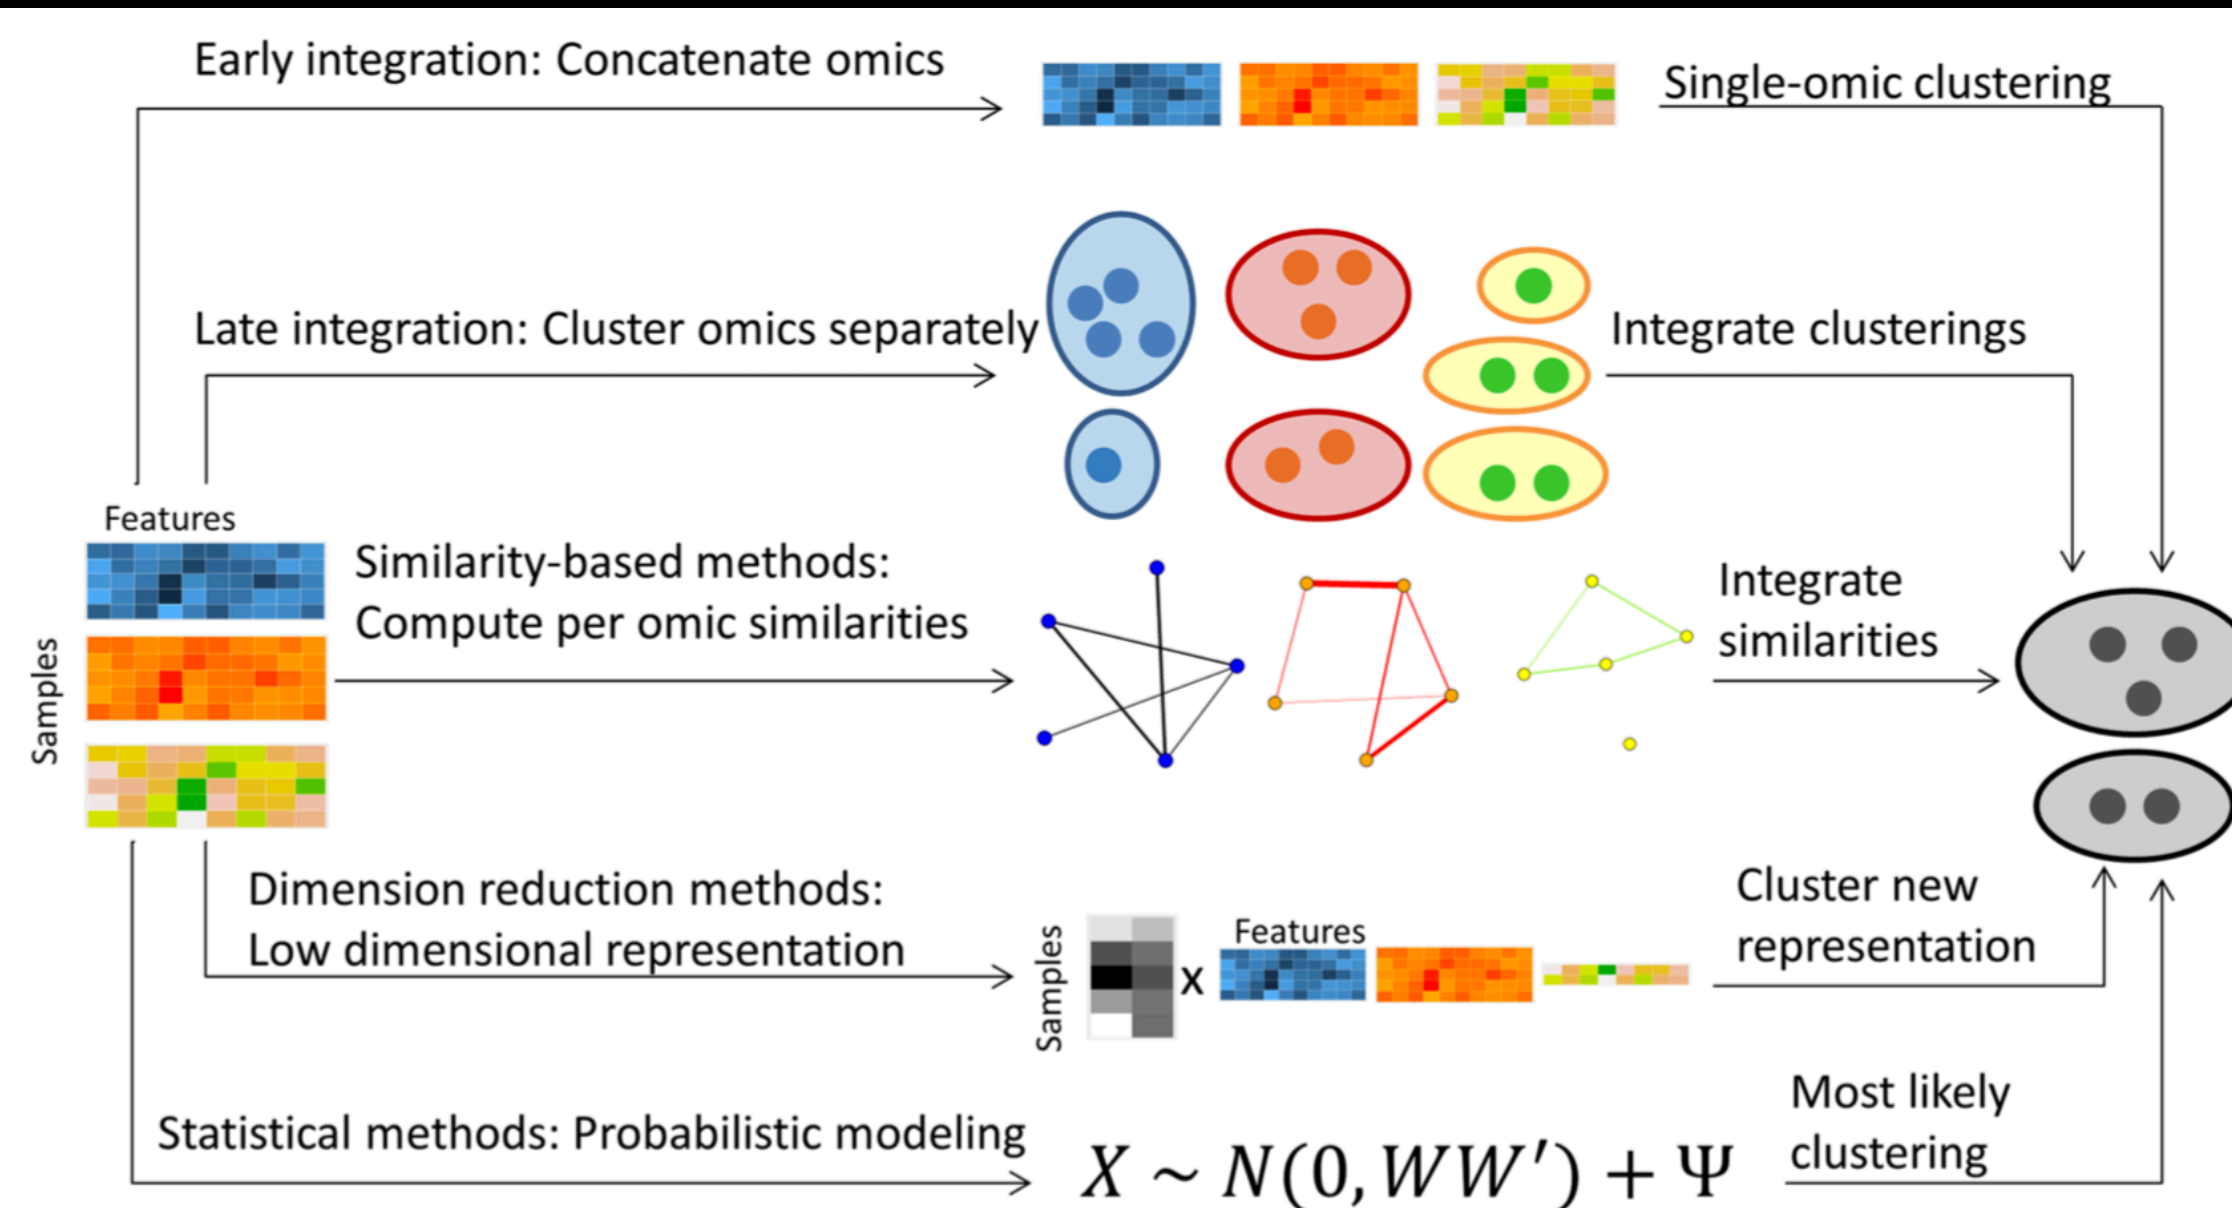 Early integration: Concatenate omics
Single-omic clustering
Late integration: Cluster omics separately
Integrate clusterings
Features
Samples
Similarity-based methods:
Compute per omic similarities
Integrate
similarities
Dimension reduction methods:
Low dimensional representation
Samples
x
Features
Cluster new
representation
Statistical methods: Probabilistic modeling
X ~ N(0, WW′) + Ψ
Most likely
clustering